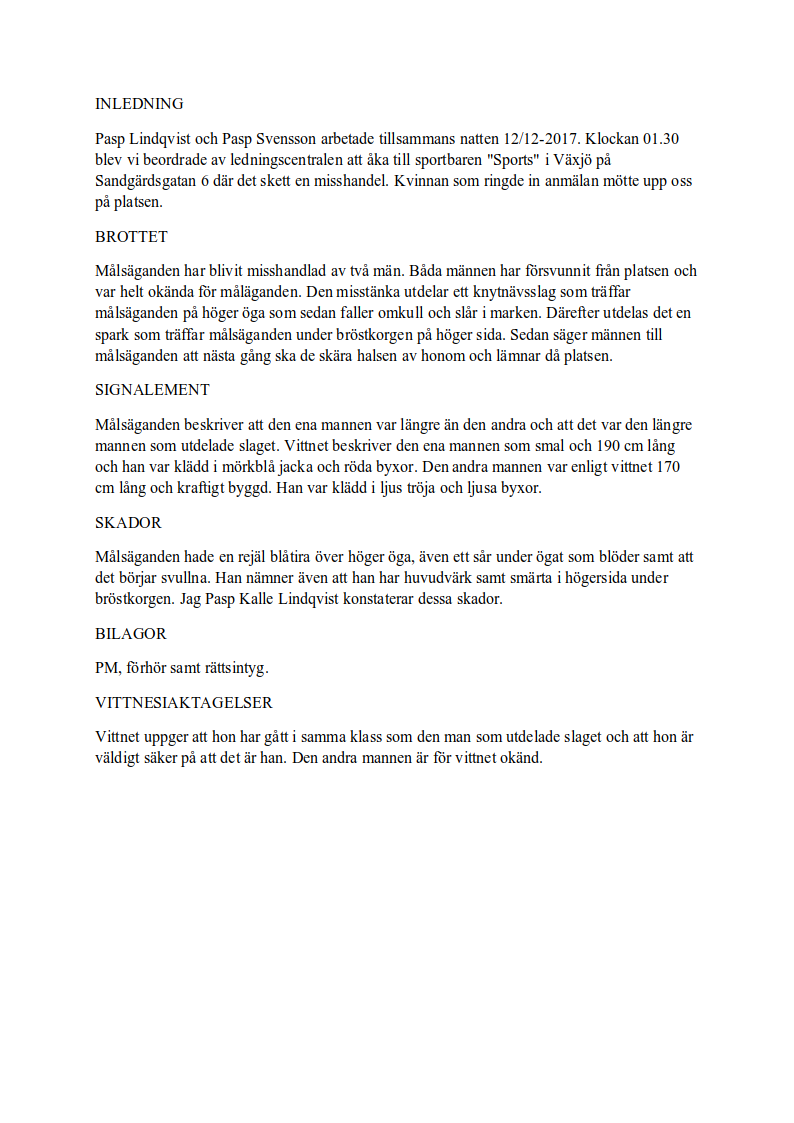 INLEDNING
Pasp Lindqvist och Pasp Svensson arbetade tillsammans natten 12/12-2017. Klockan 01.30
blev vi beordrade av ledningscentralen att åka till sportbaren "Sports" i Växjö på
Sandgärdsgatan 6 där det skett en misshandel. Kvinnan som ringde in anmälan mötte upp oss
på platsen.
BROTTET
Målsäganden har blivit misshandlad av två män. Båda männen har försvunnit från platsen och
var helt okända för måläganden. Den misstänka utdelar ett knytnävsslag som träffar
målsäganden på höger öga som sedan faller omkull och slår i marken. Därefter utdelas det en
spark som träffar målsäganden under bröstkorgen på höger sida. Sedan säger männen till
målsäganden att nästa gång ska de skära halsen av honom och lämnar då platsen.
SIGNALEMENT
Målsäganden beskriver att den ena mannen var längre än den andra och att det var den längre
mannen som utdelade slaget. Vittnet beskriver den ena mannen som smal och 190 cm lång
och han var klädd i mörkblå jacka och röda byxor. Den andra mannen var enligt vittnet 170
cm lång och kraftigt byggd. Han var klädd i ljus tröja och ljusa byxor.
SKADOR
Målsäganden hade en rejäl blåtira över höger öga, även ett sår under ögat som blöder samt att
det börjar svullna. Han nämner även att han har huvudvärk samt smärta i högersida under
bröstkorgen. Jag Pasp Kalle Lindqvist konstaterar dessa skador.
BILAGOR
PM, förhör samt rättsintyg.
VITTNESIAKTAGELSER
Vittnet uppger att hon har gått i samma klass som den man som utdelade slaget och att hon är
väldigt säker på att det är han. Den andra mannen är för vittnet okänd.